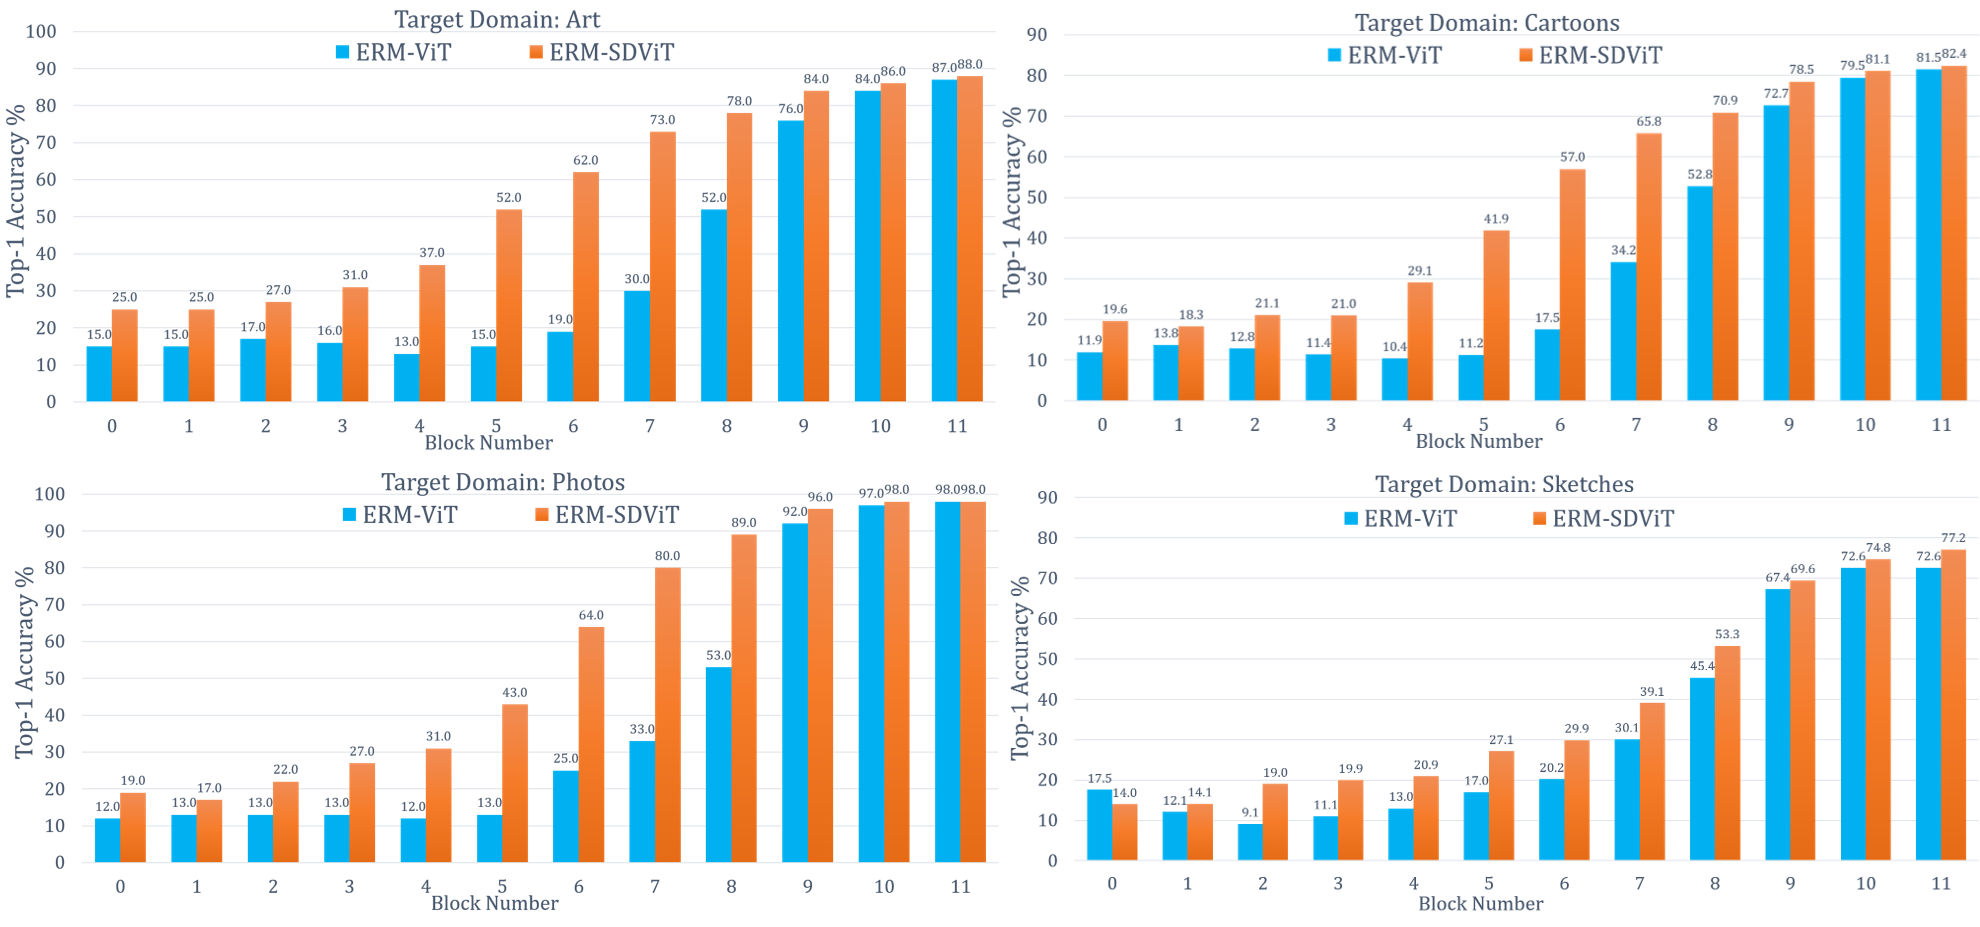 Target Domain: Art
ERM-ViT ERM-SDViT
Top-1 Accuracy %
100
90
80
70
60
50
40
30
20
10
0
15.0 25.0 15.0 25.0 17.0 27.0 16.0 31.0 13.0 37.0 15.0 52.0 19.0 62.0 30.0 73.0 52.0 78.0 76.0 84.0 84.0 86.0 87.0 88.0
0 1 2 3 4 5 6 7 8 9 10 11
Block Number
Target Domain: Cartoons
ERM-ViT ERM-SDViT
Top-1 Accuracy %
90
80
70
60
50
40
30
20
10
0
11.9 19.6 13.8 18.3 12.8 21.1 11.4 21.0 10.4 29.1 11.2 41.9 17.5 57.0 34.2 65.8 52.8 70.9 72.7 78.5 79.5 81.1 81.5 82.4
0 1 2 3 4 5 6 7 8 9 10 11
Block Number
Target Domain: Photos
ERM-ViT ERM-SDViT
Top-1 Accuracy %
100
90
80
70
60
50
40
30
20
10
0
12.0 19.0 13.0 17.0 13.0 22.0 13.0 27.0 12.0 31.0 13.0 43.0 25.0 64.0 33.0 80.0 53.0 89.0 92.0 96.0 97.0 98.0 98.0 98.0
0 1 2 3 4 5 6 7 8 9 10 11
Block Number
Target Domain: Sketches
ERM-ViT ERM-SDViT
Top-1 Accuracy %
90
80
70
60
50
40
30
20
10
0
17.5 14.0 12.1 14.1 9.1 19.0 11.1 19.9 13.0 20.9 17.0 27.1 20.2 29.9 30.1 39.1 45.4 53.3 67.4 69.6 72.6 74.8 72.6 77.2
0 1 2 3 4 5 6 7 8 9 10 11
Block Number